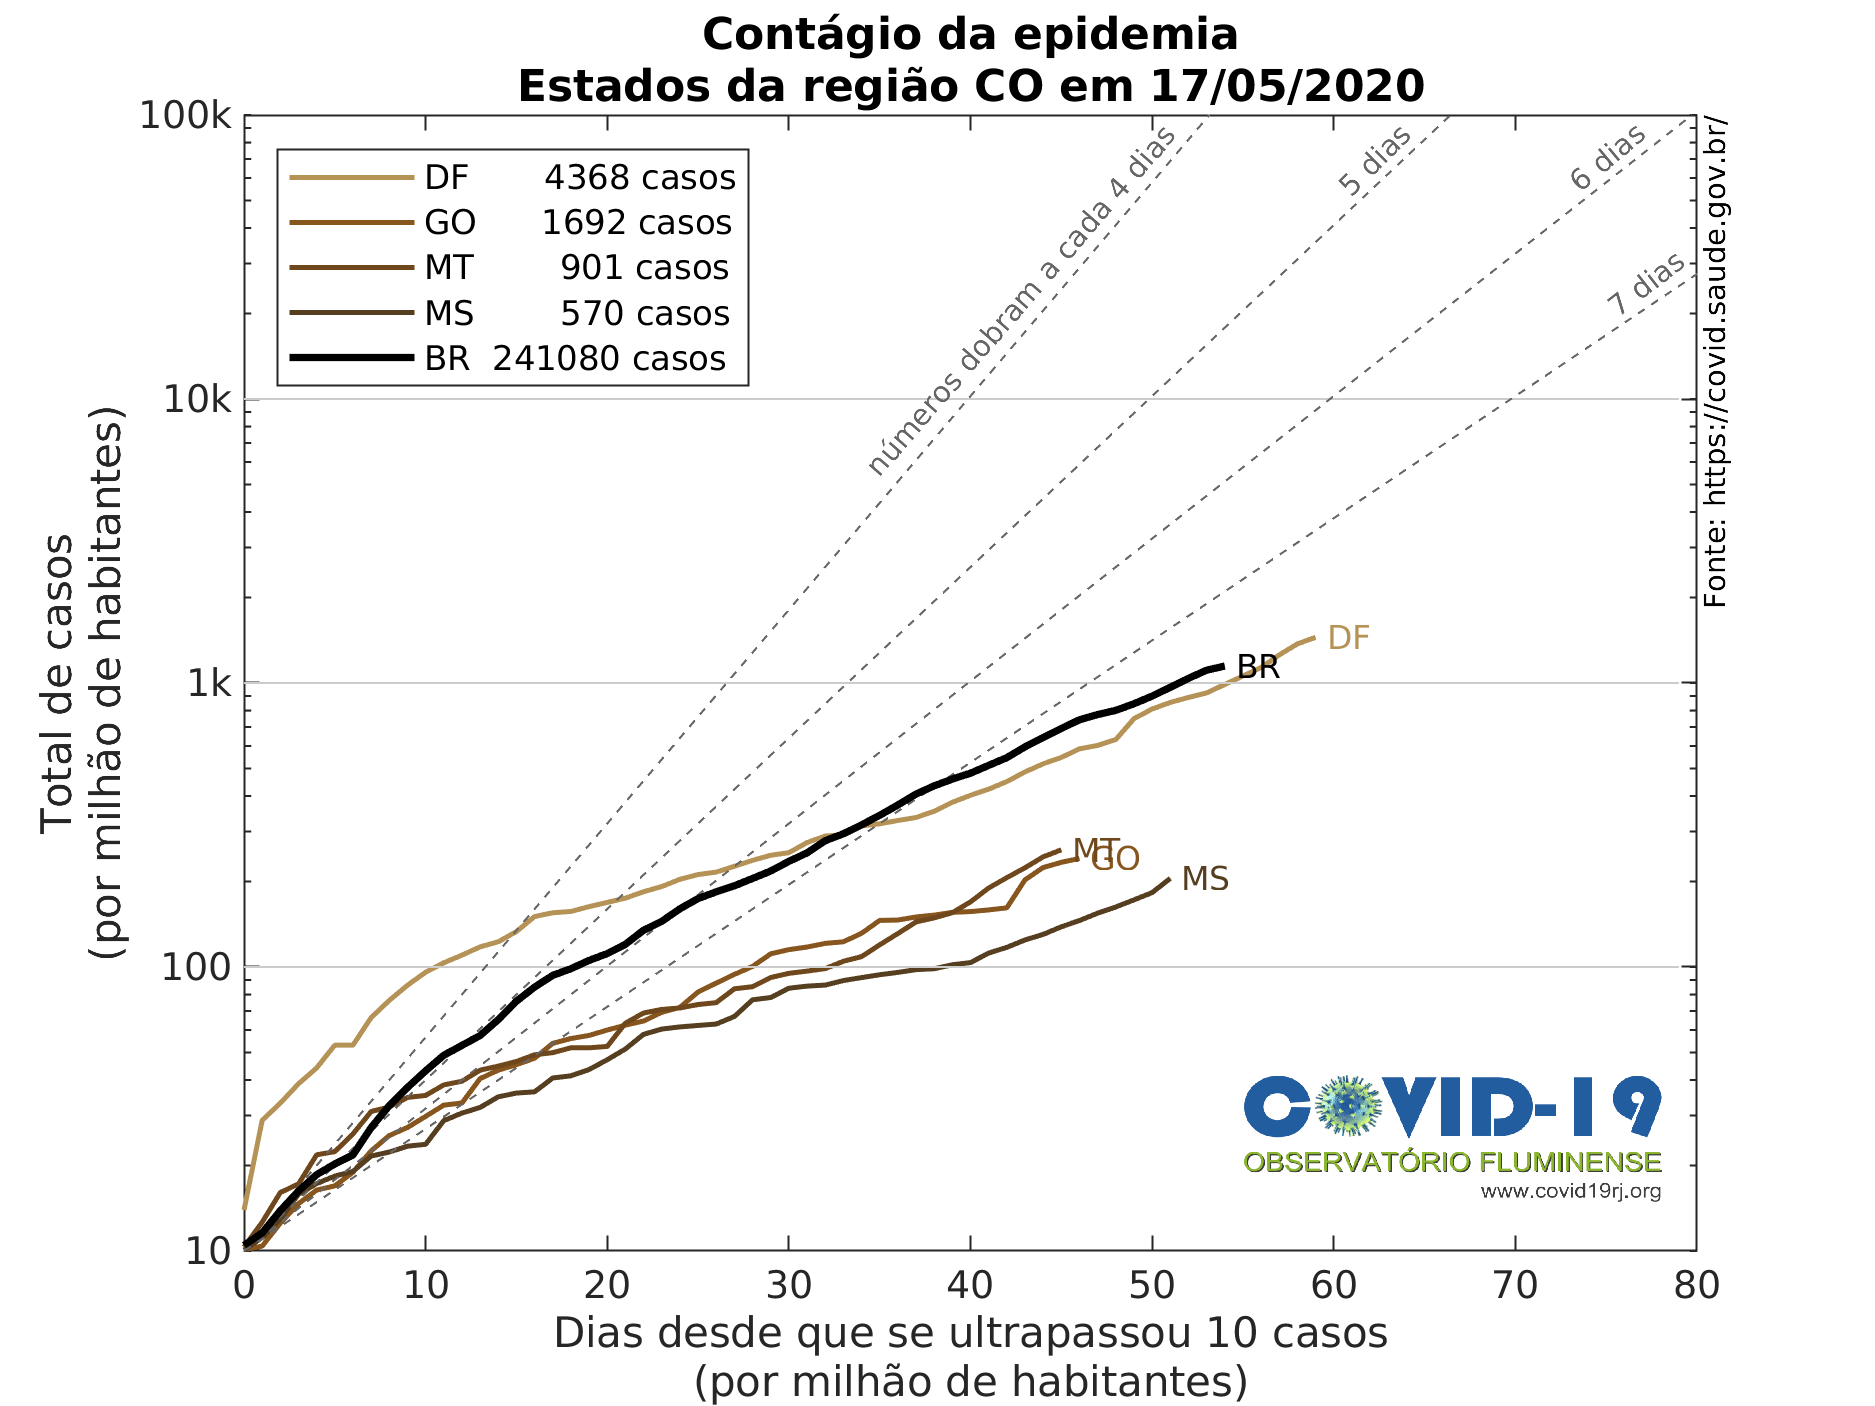 Contágio da epidemia
Estados da região CO em 17/05/2020
100k
10k
1k
100
10
Total de casos
(por milhão de habitantes)
DF 4368 casos
GO 1692 casos
MT 901 casos
MS 570 casos
BR 241080 casos
números dobram a cada 4 dias
5 dias
6 dias
7 dias
Fonte: https://covid.saude.gov.br/
DF
BR
MT
GO
MS
COVID-19
OBSERVATÓRIO FLUMINENSE
www.covid19rj.org
0 10 20 30 40 50 60 70 80
Dias desde que se ultrapassou 10 casos
(por milhão de habitantes)